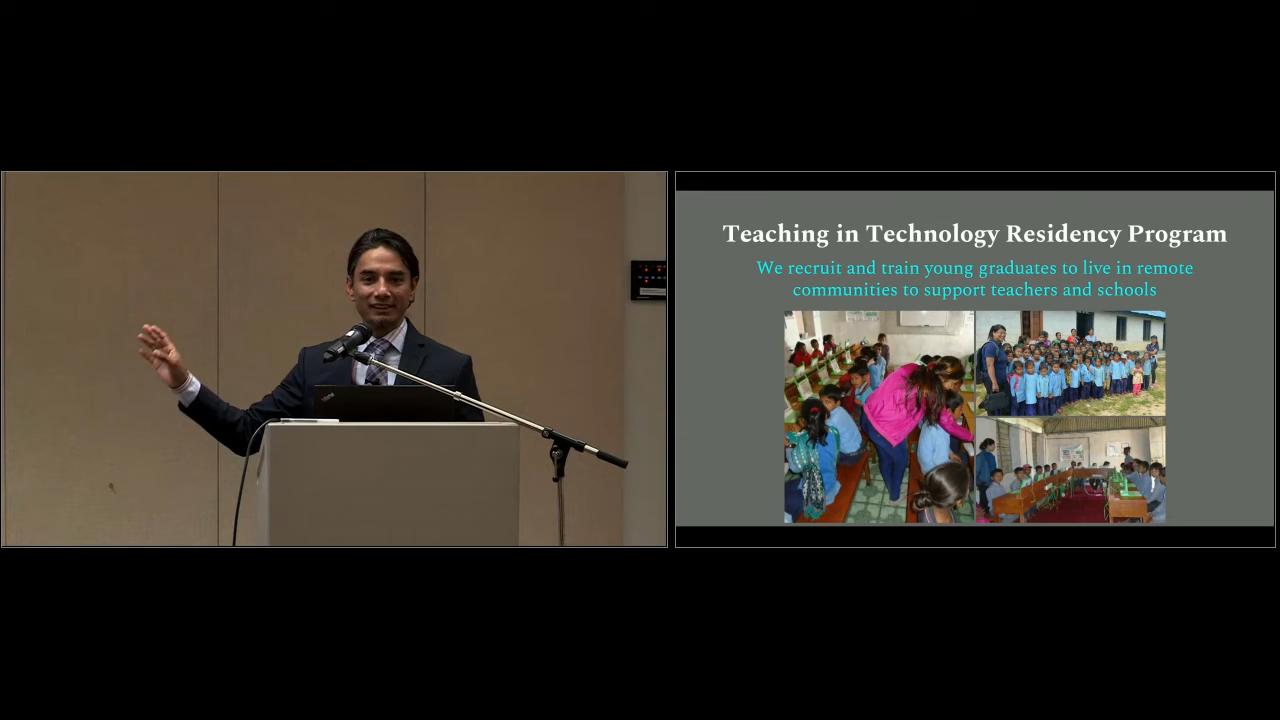 Teaching in Technology Residency Program
We recruit and train young graduates to live in remote
communities to support teachers and schools